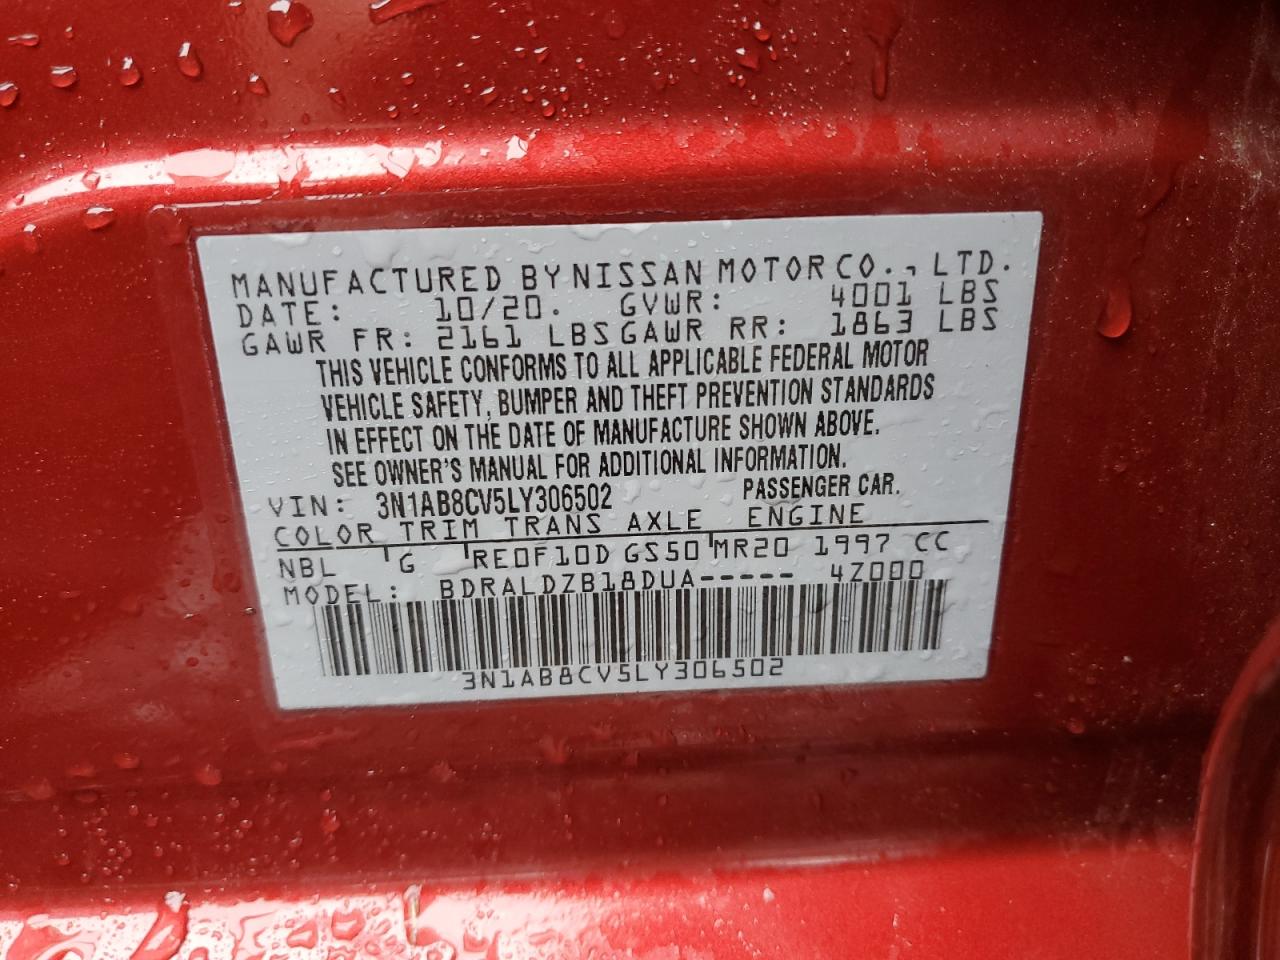 MANUFACTURED BY NISSAN MOTOR CO., LTD.
DATE: 10/20. GVWR: 4001 LBS
GAWR FR: 2161 LBS GAWR RR: 1863 LBS
THIS VEHICLE CONFORMS TO ALL APPLICABLE FEDERAL MOTOR
VEHICLE SAFETY, BUMPER AND THEFT PREVENTION STANDARDS
IN EFFECT ON THE DATE OF MANUFACTURE SHOWN ABOVE.
SEE OWNER'S MANUAL FOR ADDITIONAL INFORMATION.
VIN: 3N1AB8CV5LY306502 PASSENGER CAR.
COLOR TRIM TRANS AXLE ENGINE
NBL G RE0F10D GS50 MR20 1997 CC
MODEL: BDRALDZB18DUA----- 4Z000
3N1AB8CV5LY306502